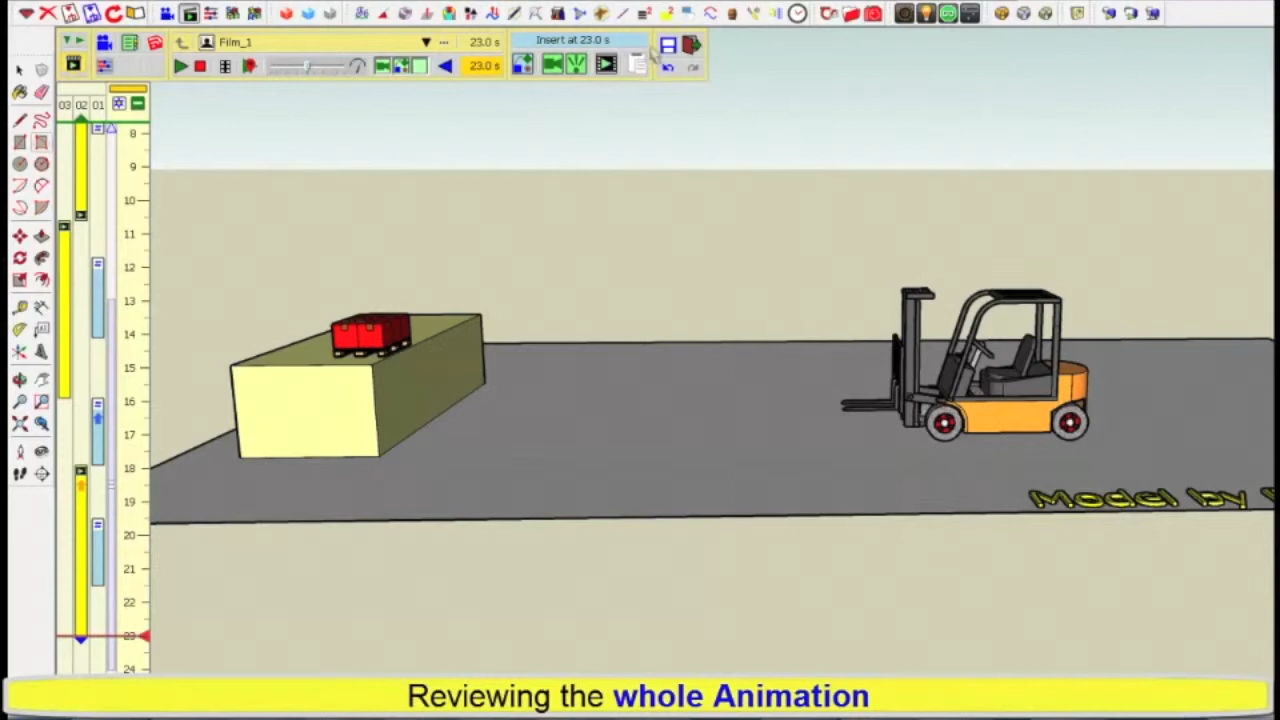 Film_1
23.0 s
Insert at 23.0 s
23.0 s
03 02 01
8
9
10
11
12
13
14
15
16
17
18
19
20
21
22
23
24
Model by
Reviewing the whole Animation